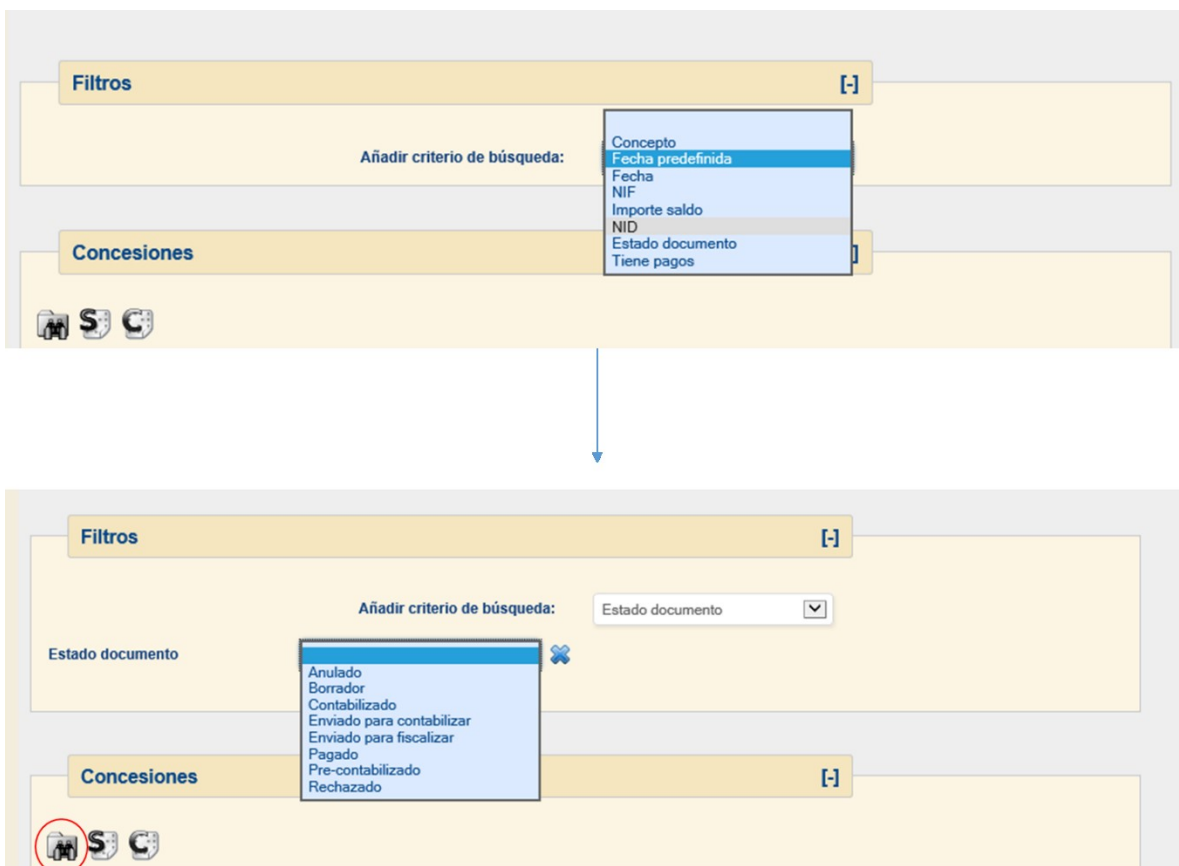 Filtros [-]
Añadir criterio de búsqueda:
Concepto
Fecha predefinida
Fecha
NIF
Importe saldo
NID
Estado documento
Tiene pagos
Concesiones ]
S C
Filtros [-]
Añadir criterio de búsqueda: Estado documento
Estado documento
Anulado
Borrador
Contabilizado
Enviado para contabilizar
Enviado para fiscalizar
Pagado
Pre-contabilizado
Rechazado
Concesiones [-]
S C